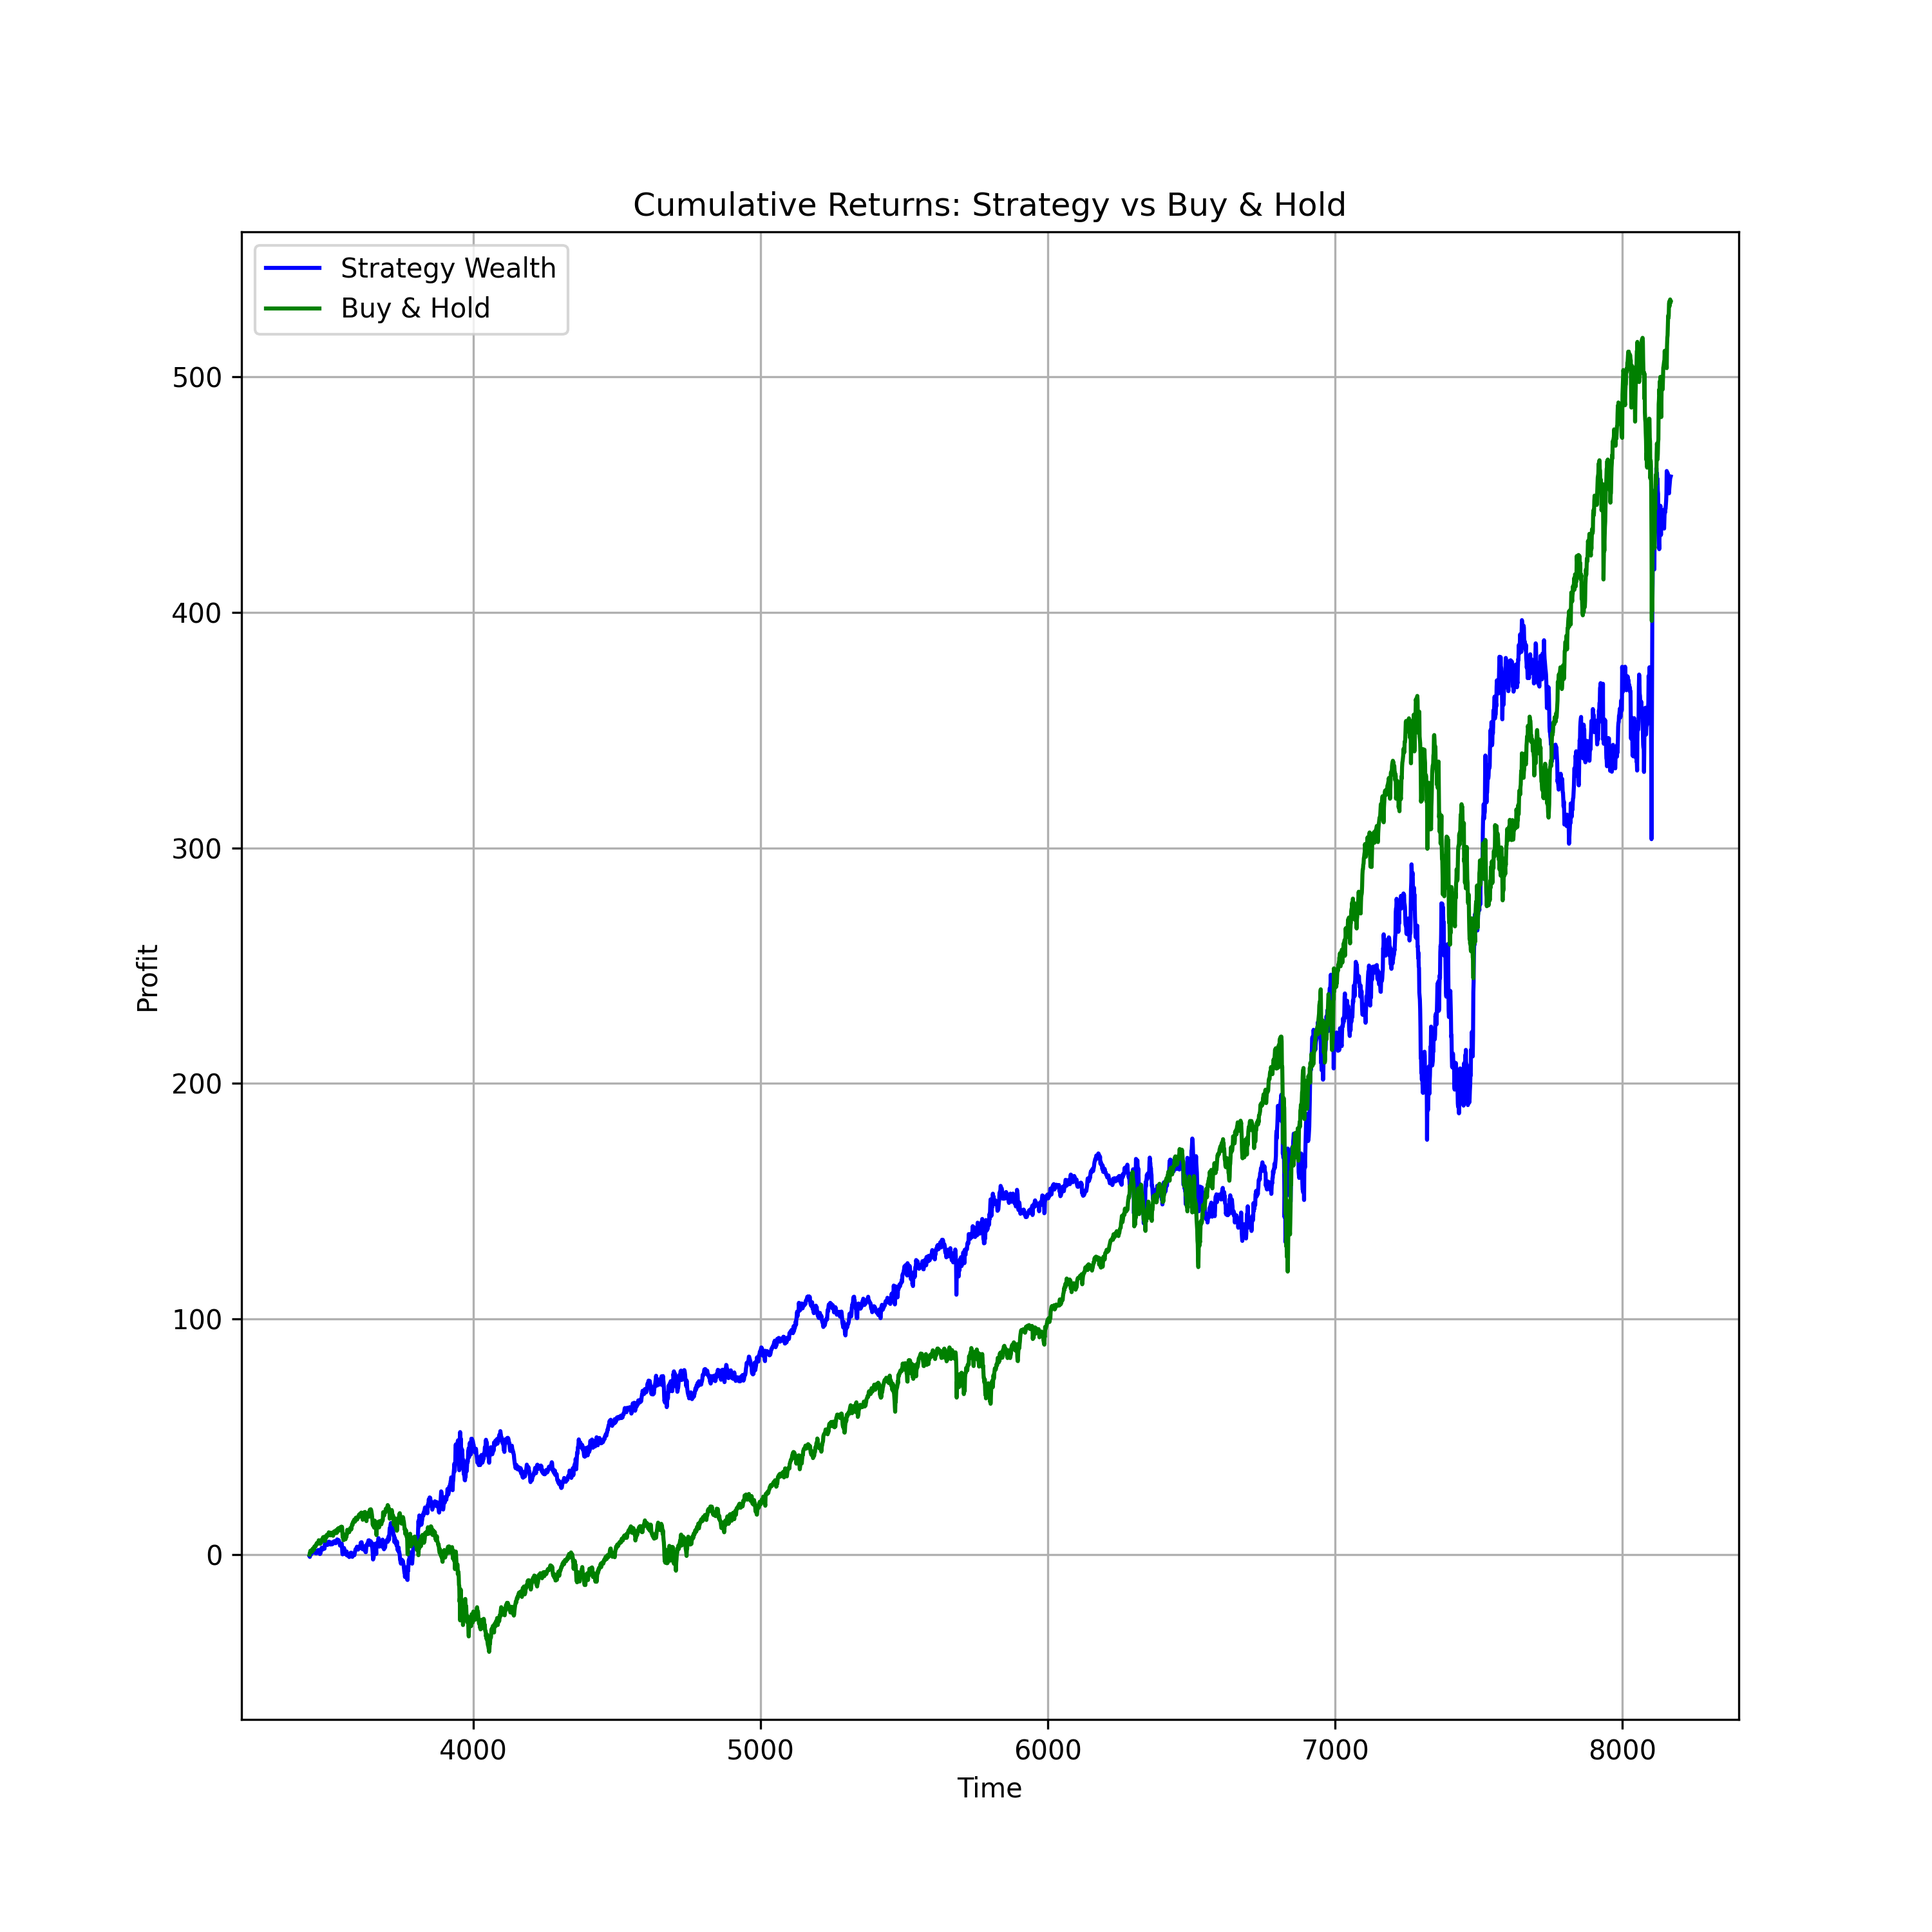 Cumulative Returns: Strategy vs Buy & Hold
Strategy Wealth
Buy & Hold
500
400
300
200
100
0
Profit
4000 5000 6000 7000 8000
Time